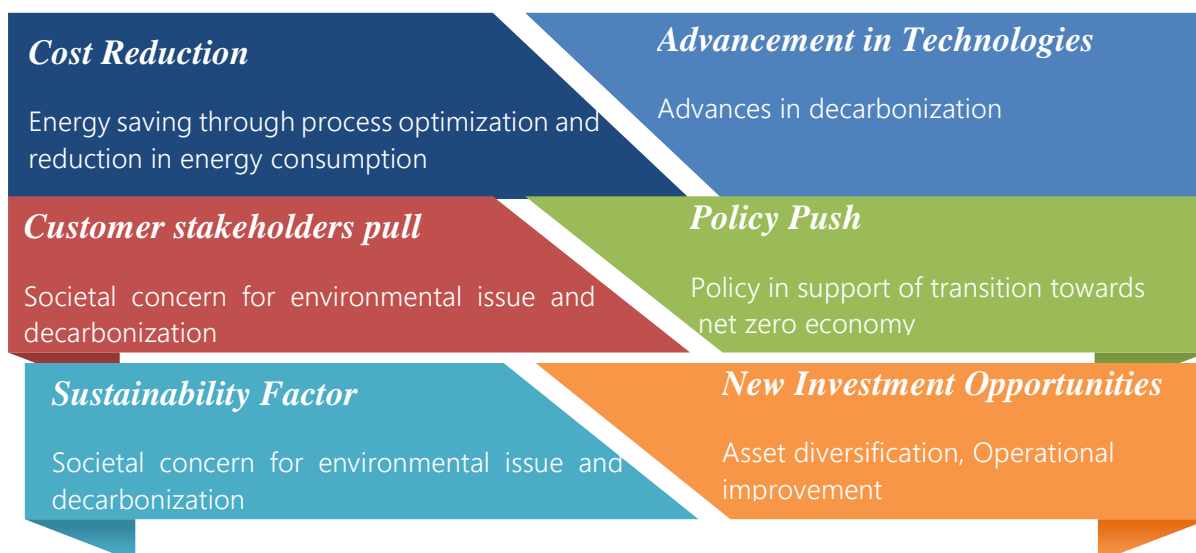 Cost Reduction
Energy saving through process optimization and
reduction in energy consumption
Advancement in Technologies
Advances in decarbonization
Customer stakeholders pull
Societal concern for environmental issue and
decarbonization
Policy Push
Policy in support of transition towards
net zero economy
Sustainability Factor
Societal concern for environmental issue and
decarbonization
New Investment Opportunities
Asset diversification, Operational
improvement